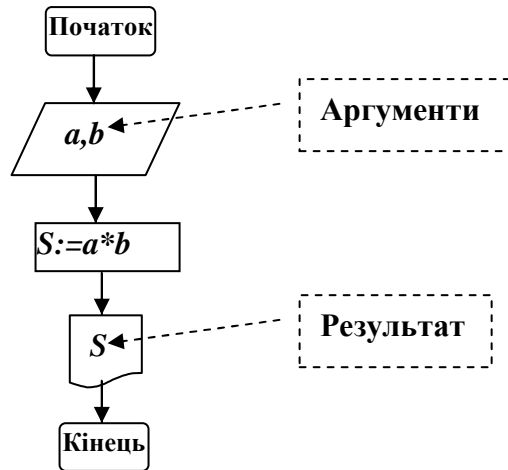 Початок
a,b
Аргументи
S:=a*b
S
Результат
Кінець